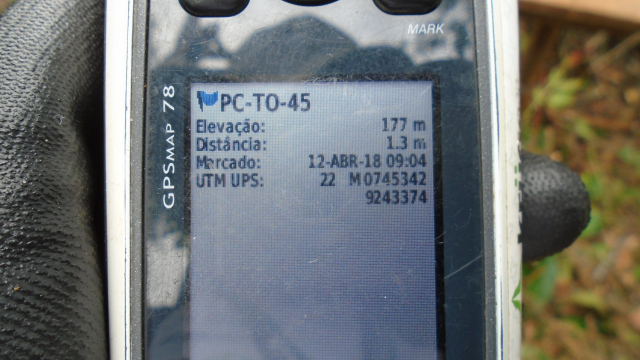 MARK
GPSMAP 78
PC-TO-45
Elevação: 177 m
Distância: 1.3 m
Marcado: 12-ABR-18 09:04
UTM UPS: 22 M 0745342
9243374